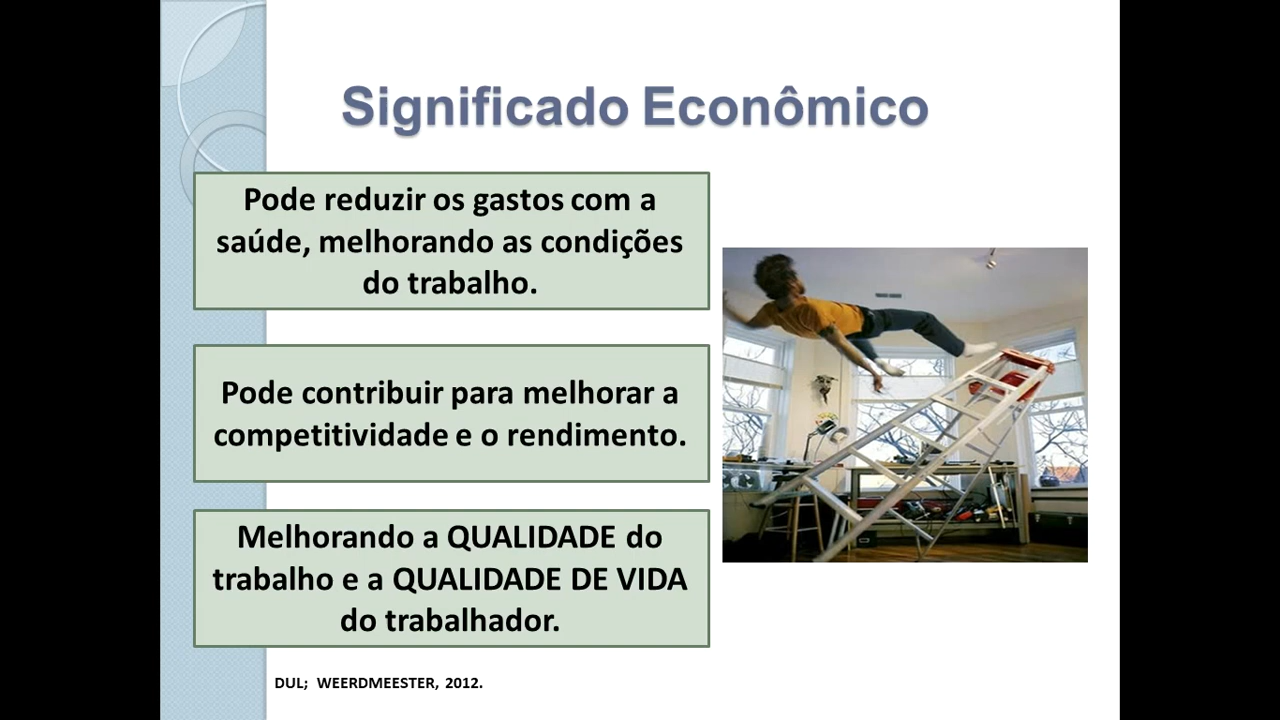 Significado Econômico
Pode reduzir os gastos com a
saúde, melhorando as condições
do trabalho.
Pode contribuir para melhorar a
competitividade e o rendimento.
Melhorando a QUALIDADE do
trabalho e a QUALIDADE DE VIDA
do trabalhador.
DUL; WEERDMEESTER, 2012.